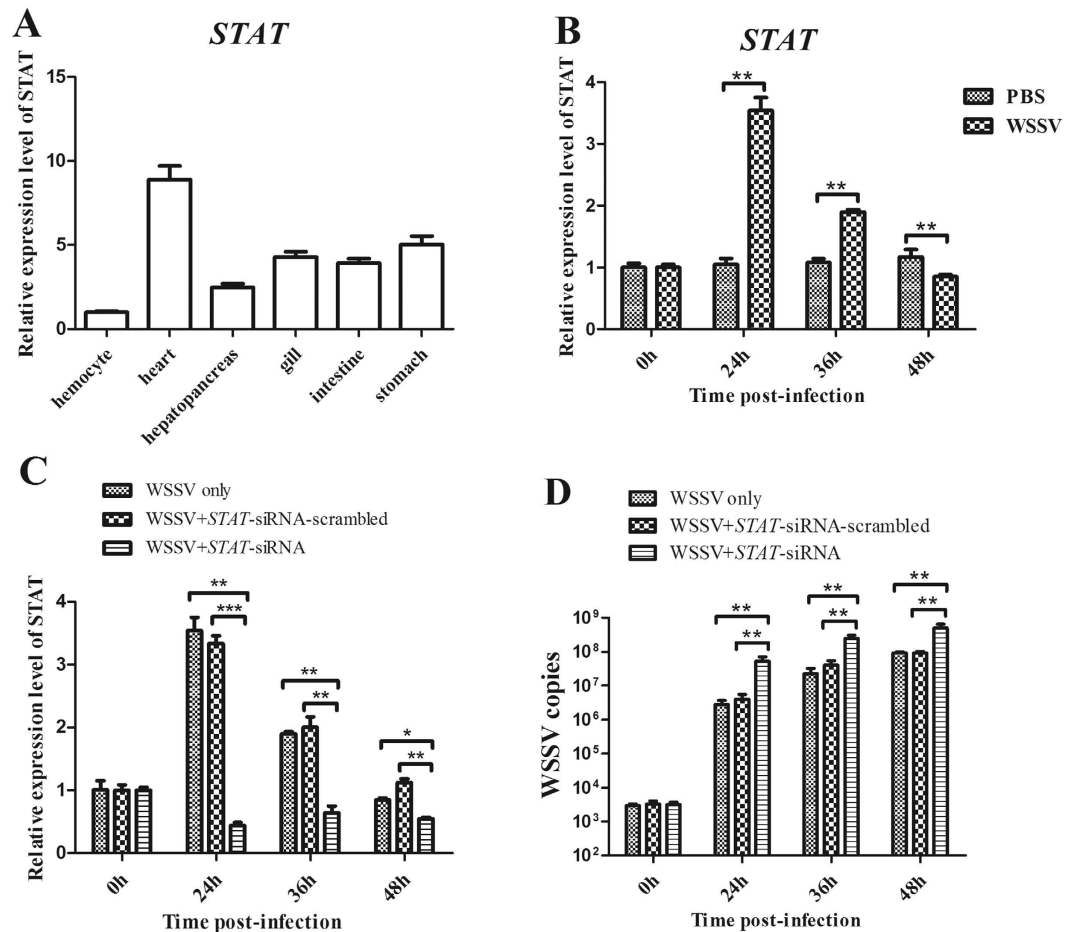 A
STAT
Relative expression level of STAT
15
10
5
0
hemocyte
heart
hepatopancreas
gill
intestine
stomach
B
STAT
Relative expression level of STAT
4
3
2
1
0
**
**
**
PBS
WSSV
0h
24h
36h
48h
Time post-infection
C
WSSV only
WSSV+STAT-siRNA-scrambled
WSSV+STAT-siRNA
Relative expression level of STAT
4
3
2
1
0
**
***
**
**
*
**
0h
24h
36h
48h
Time post-infection
D
WSSV only
WSSV+STAT-siRNA-scrambled
WSSV+STAT-siRNA
WSSV copies
10⁹
10⁸
10⁷
10⁶
10⁵
10⁴
10³
10²
**
**
**
**
**
**
0h
24h
36h
48h
Time post-infection